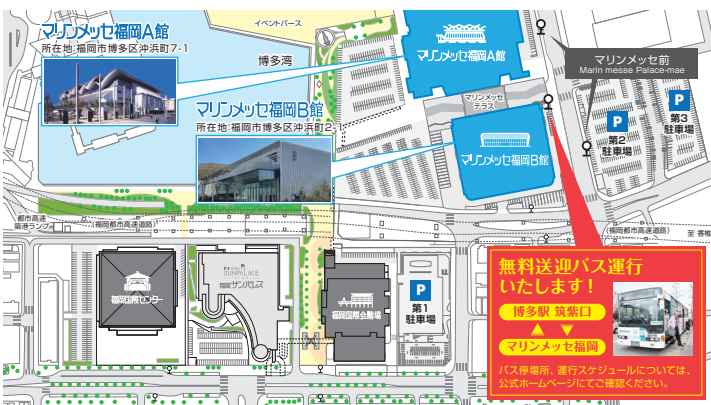 イベントバース
マリンメッセ福岡A館
所在地:福岡市博多区沖浜町7-1
博多湾
マリンメッセ福岡A館
マリンメッセ前
Marin messe Palace-mae
マリンメッセ
テラス
マリンメッセ福岡B館
所在地:福岡市博多区沖浜町2-1
P
第3
駐車場
P
第2
駐車場
マリンメッセ福岡B館
都市高速
築港ランプ
(福岡都市高速道路)
(福岡都市高速道路)
至 香椎
福岡国際センター
SUNPALACE
福岡サンパレス
福岡国際会議場
P
第1
駐車場
無料送迎バス運行
いたします!
博多駅 筑紫口
▲ ▼
マリンメッセ福岡
バス停場所、運行スケジュールについては、
公式ホームページにてご確認ください。